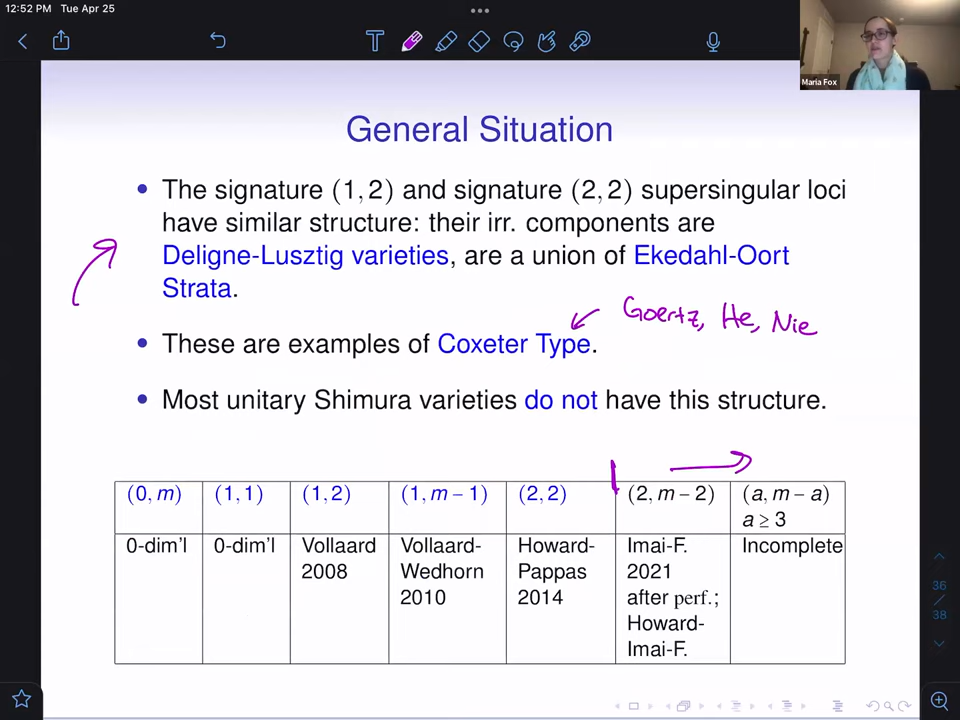 12:52 PM Tue Apr 25
Maria Fox
General Situation
• The signature (1, 2) and signature (2, 2) supersingular loci
have similar structure: their irr. components are
Deligne-Lusztig varieties, are a union of Ekedahl-Oort
Strata.
Goertz, He, Nie
• These are examples of Coxeter Type.
• Most unitary Shimura varieties do not have this structure.
(0, m) (1, 1) (1, 2) (1, m − 1) (2, 2) (2, m − 2) (a, m − a)
a ≥ 3
0-dim'l 0-dim'l Vollaard Vollaard- Howard- Imai-F. Incomplete
2008 Wedhorn Pappas 2021
2010 2014 after perf.;
Howard-
Imai-F.
36
/
38